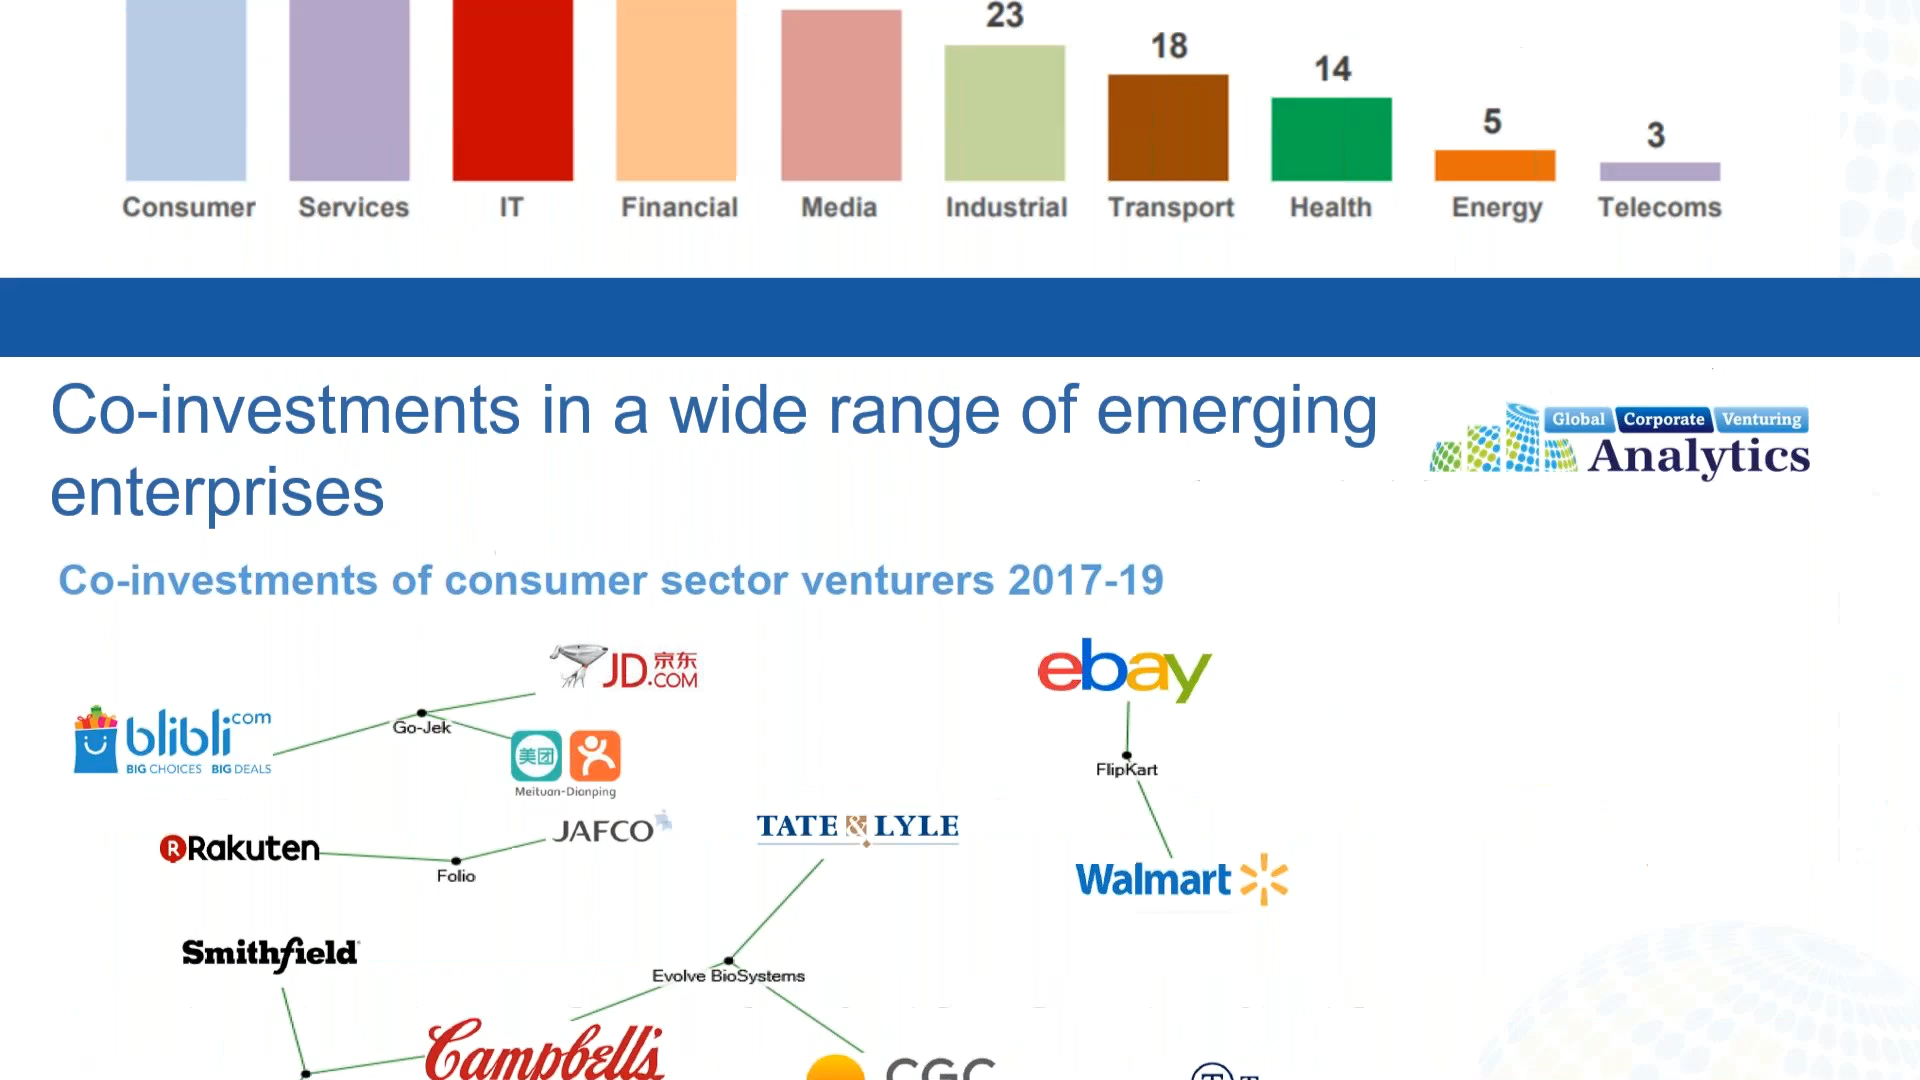 23
18
14
5
3
Consumer Services IT Financial Media Industrial Transport Health Energy Telecoms
Co-investments in a wide range of emerging
enterprises
Global Corporate Venturing
Analytics
Co-investments of consumer sector venturers 2017-19
JD.COM 京东
ebay
blibli.com
BIG CHOICES BIG DEALS
Go-Jek
美团
Meituan-Dianping
FlipKart
Rakuten
JAFCO
Folio
TATE & LYLE
Walmart
Smithfield
Evolve BioSystems
Campbell's
CGC